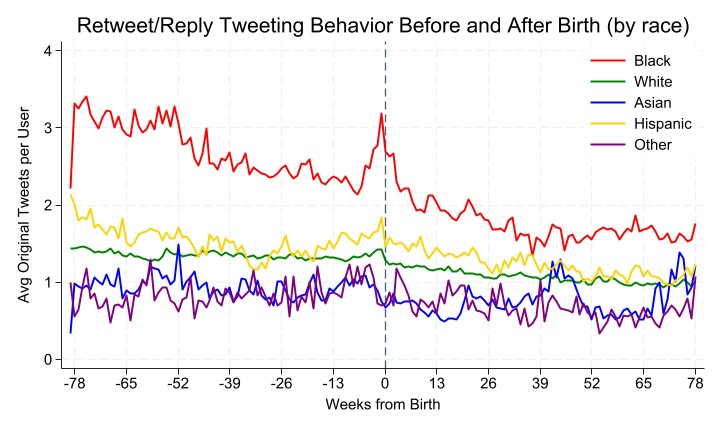 Retweet/Reply Tweeting Behavior Before and After Birth (by race)
Avg Original Tweets per User
4
3
2
1
0
Black
White
Asian
Hispanic
Other
-78 -65 -52 -39 -26 -13 0 13 26 39 52 65 78
Weeks from Birth